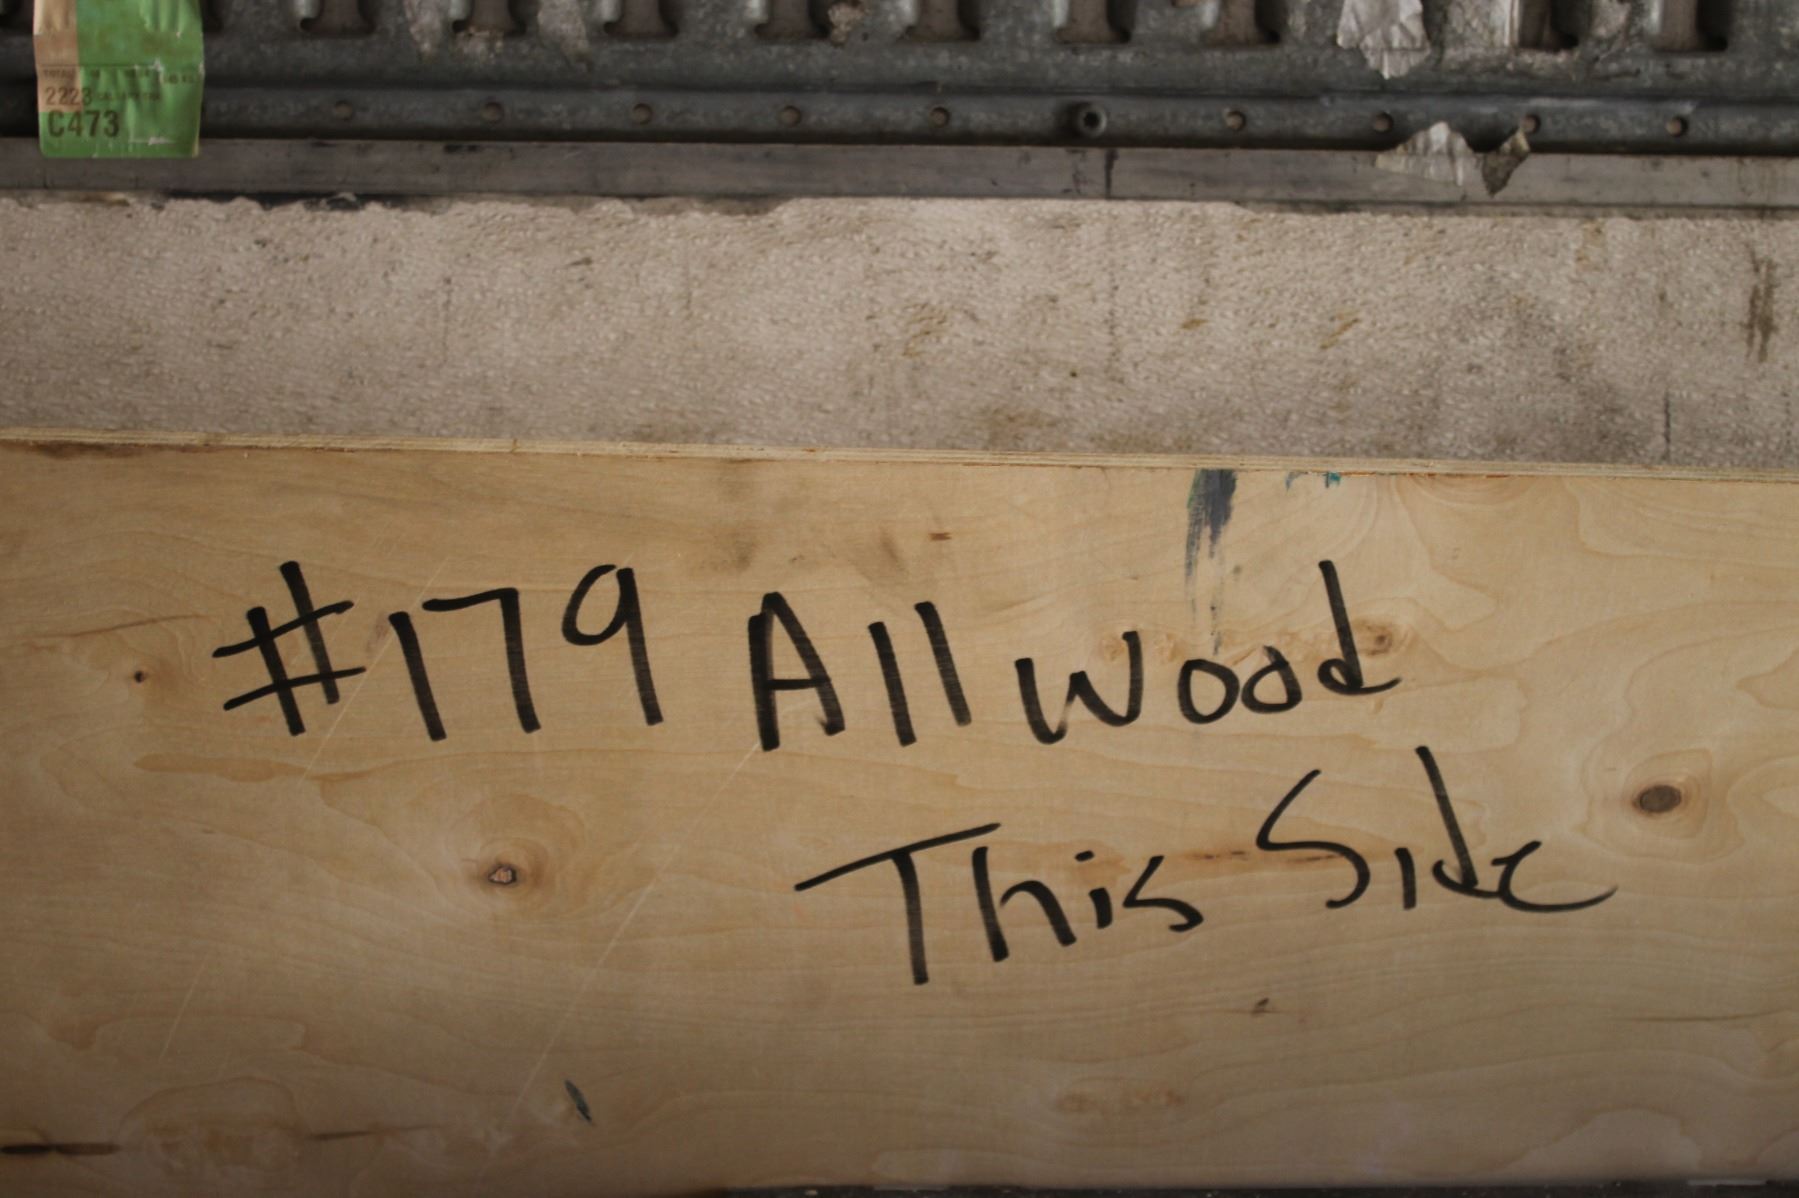 2223
C473
#179 All wood
This Side